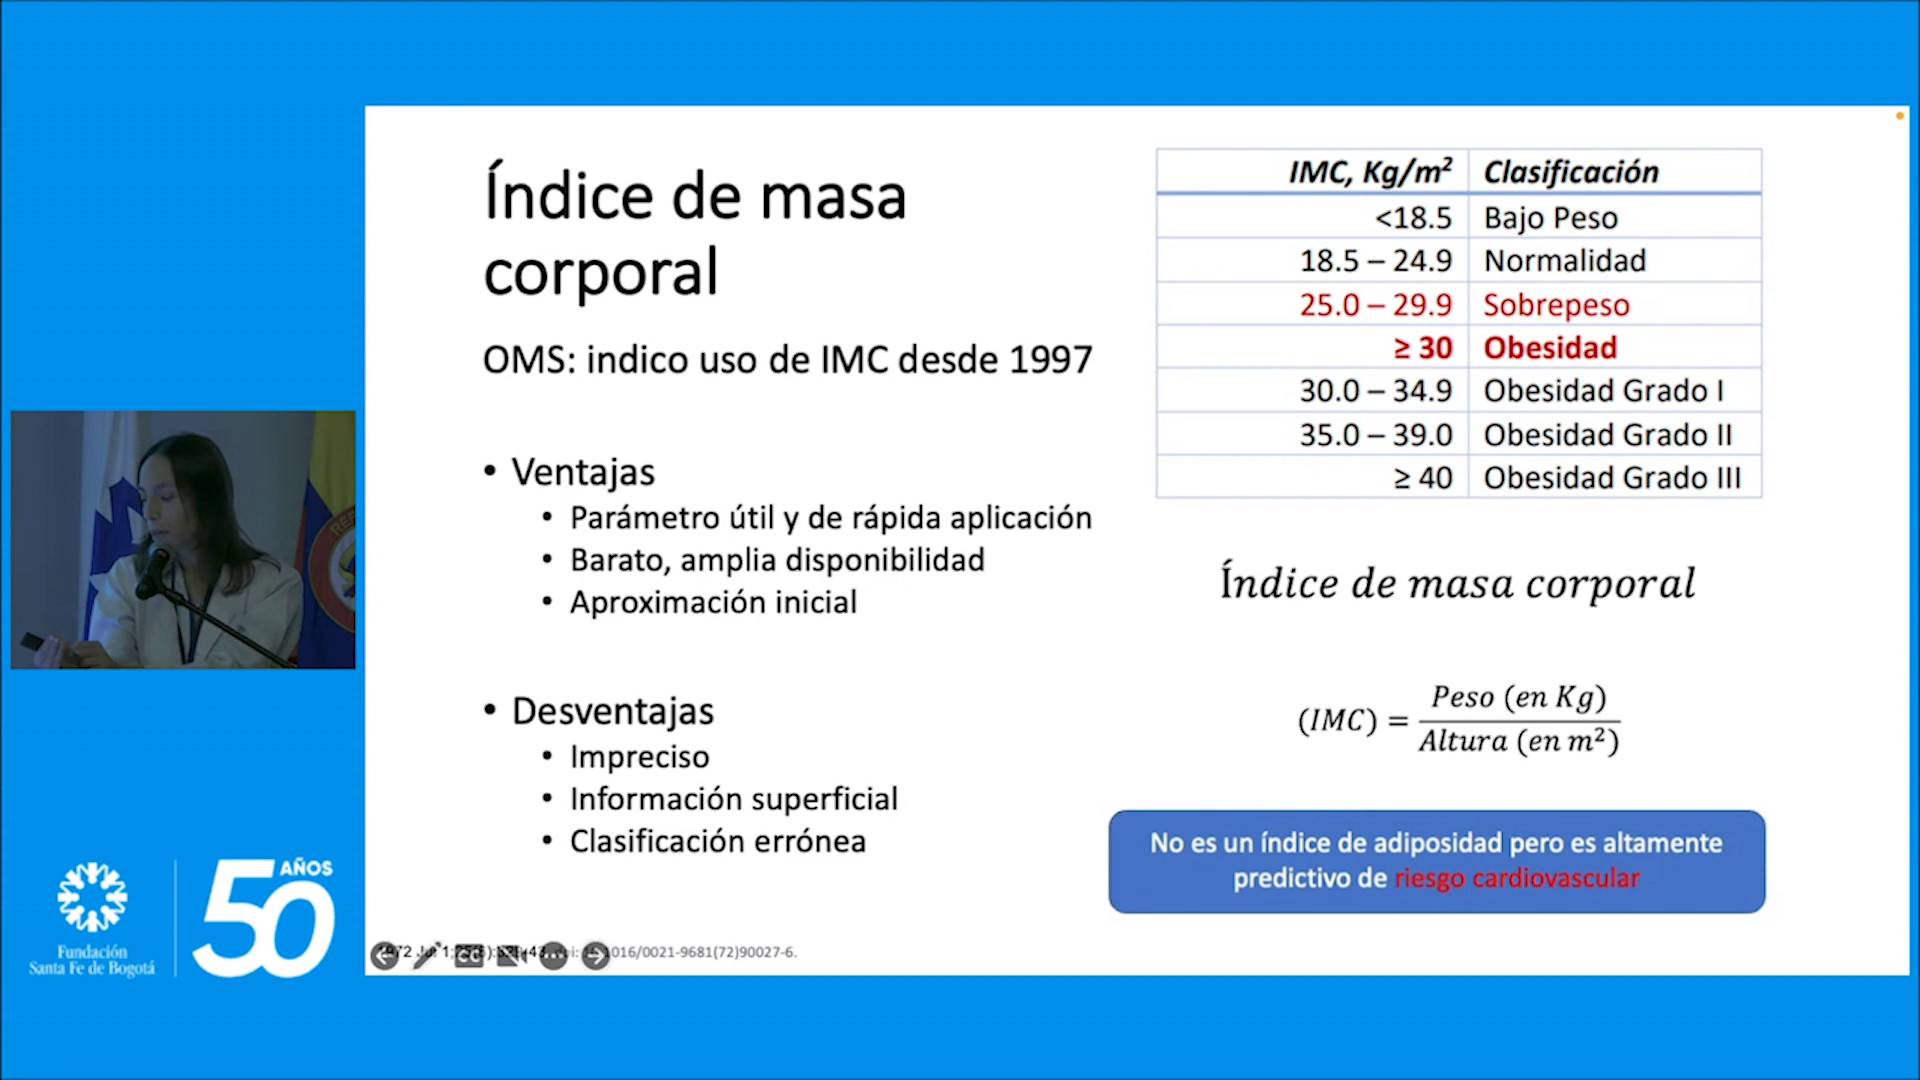 Índice de masa
corporal
OMS: indico uso de IMC desde 1997
• Ventajas
• Parámetro útil y de rápida aplicación
• Barato, amplia disponibilidad
• Aproximación inicial
• Desventajas
• Impreciso
• Información superficial
• Clasificación errónea
IMC, Kg/m² Clasificación
<18.5 Bajo Peso
18.5 – 24.9 Normalidad
25.0 – 29.9 Sobrepeso
≥ 30 Obesidad
30.0 – 34.9 Obesidad Grado I
35.0 – 39.0 Obesidad Grado II
≥ 40 Obesidad Grado III
Índice de masa corporal
(IMC) = Peso (en Kg)
Altura (en m²)
No es un índice de adiposidad pero es altamente
predictivo de riesgo cardiovascular
1016/0021-9681(72)90027-6.
50 AÑOS
Fundación
Santa Fe de Bogotá